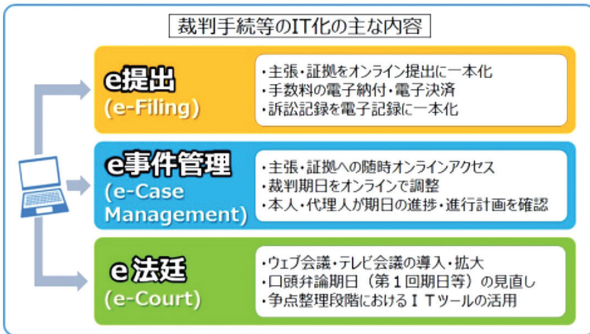 裁判手続等のIT化の主な内容
e提出
(e-Filing)
・主張・証拠をオンライン提出に一本化
・手数料の電子納付・電子決済
・訴訟記録を電子記録に一本化
e事件管理
(e-Case
Management)
・主張・証拠への随時オンラインアクセス
・裁判期日をオンラインで調整
・本人・代理人が期日の進捗・進行計画を確認
e法廷
(e-Court)
・ウェブ会議・テレビ会議の導入・拡大
・口頭弁論期日（第１回期日等）の見直し
・争点整理段階におけるＩＴツールの活用